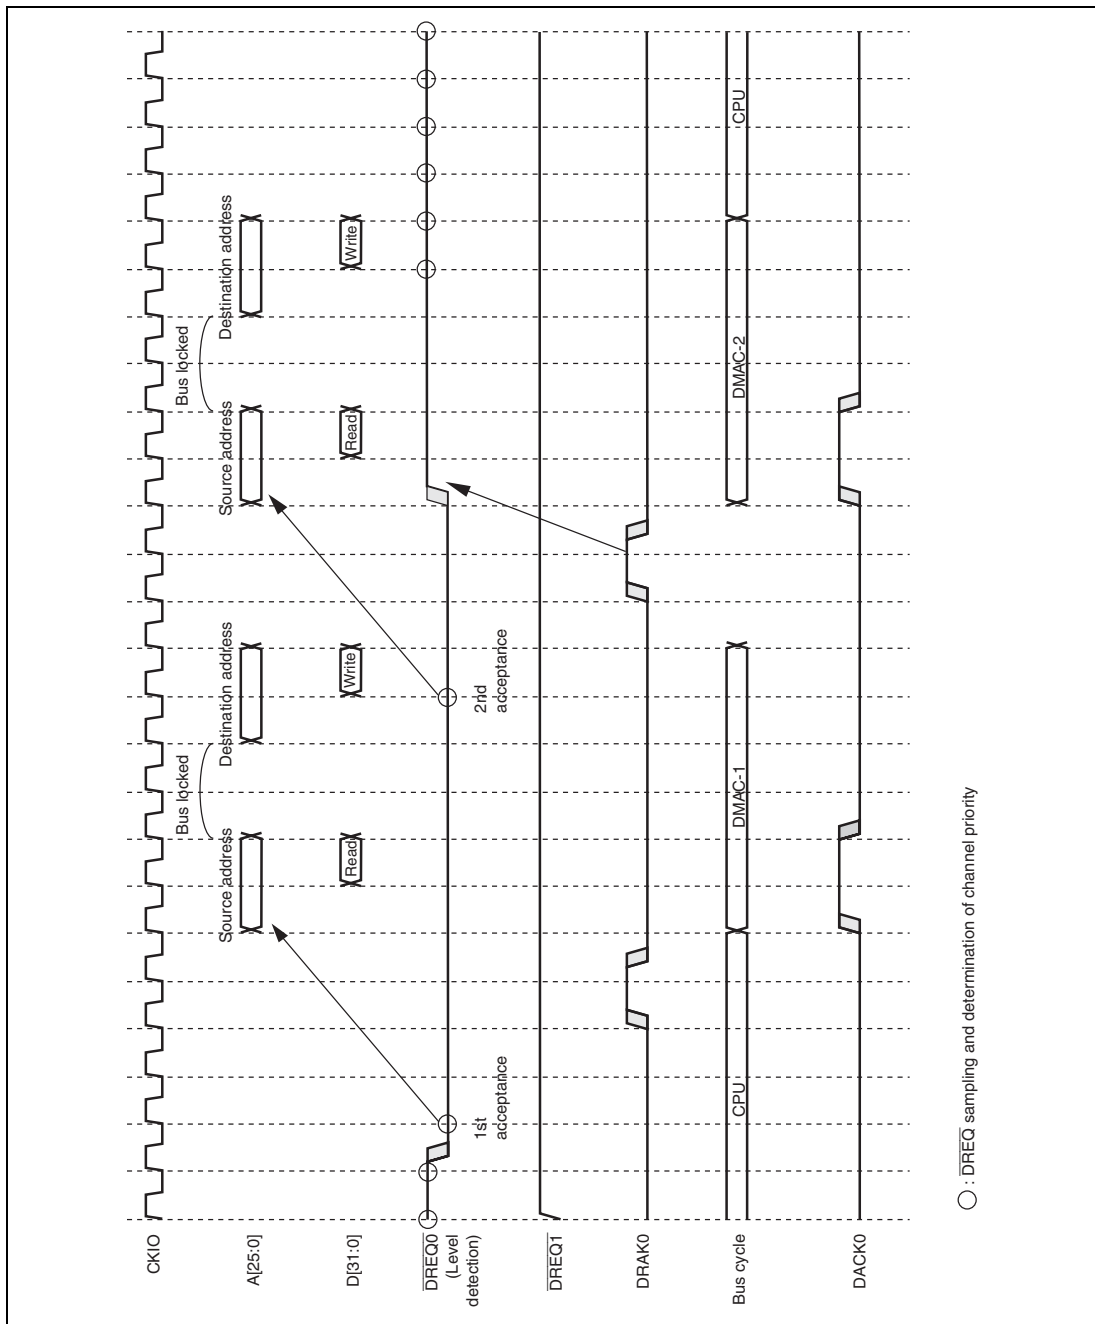 CKIO
A[25:0]
Source address
Bus locked
Destination address
Source address
Bus locked
Destination address
D[31:0]
Read
Write
Read
Write
DREQ0
(Level
detection)
1st
acceptance
2nd
acceptance
DREQ1
DRAK0
Bus cycle
CPU
DMAC-1
DMAC-2
CPU
DACK0
: DREQ sampling and determination of channel priority